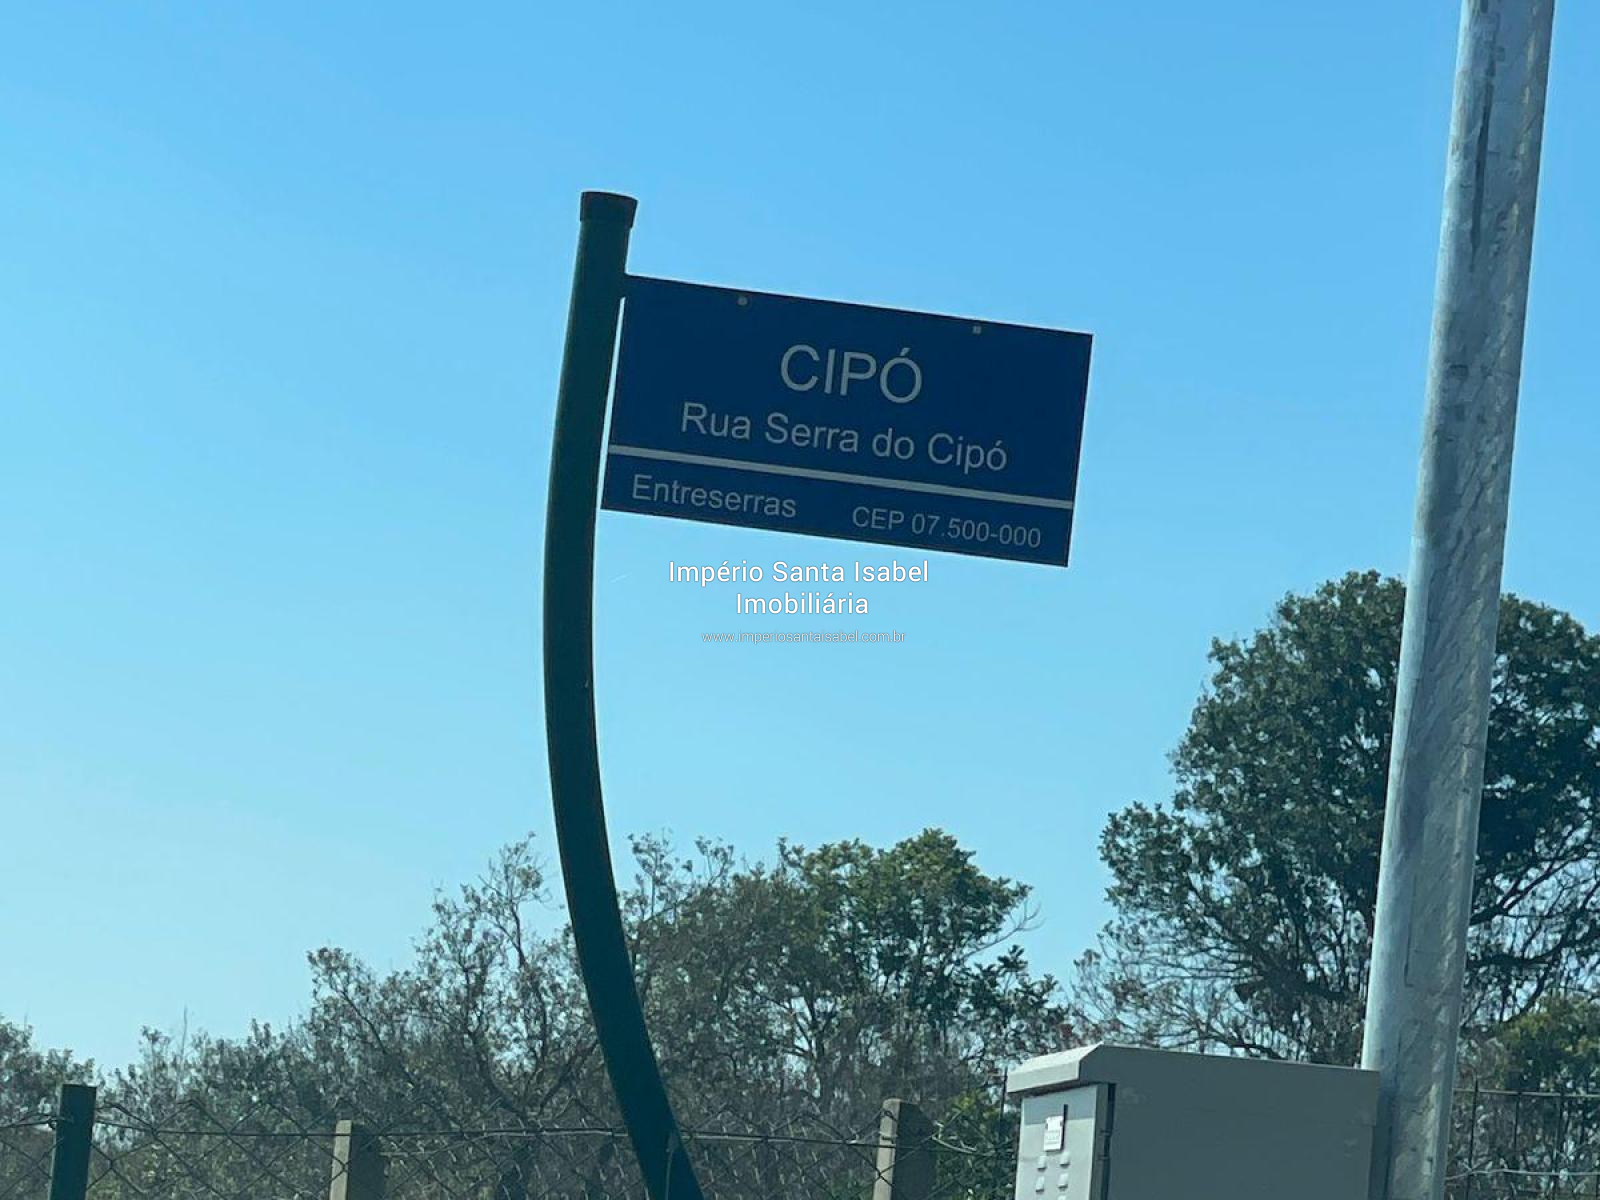 CIPÓ
Rua Serra do Cipó
Entreserras CEP 07.500-000
Império Santa Isabel
Imobiliária
www.imperiosantaisabel.com.br